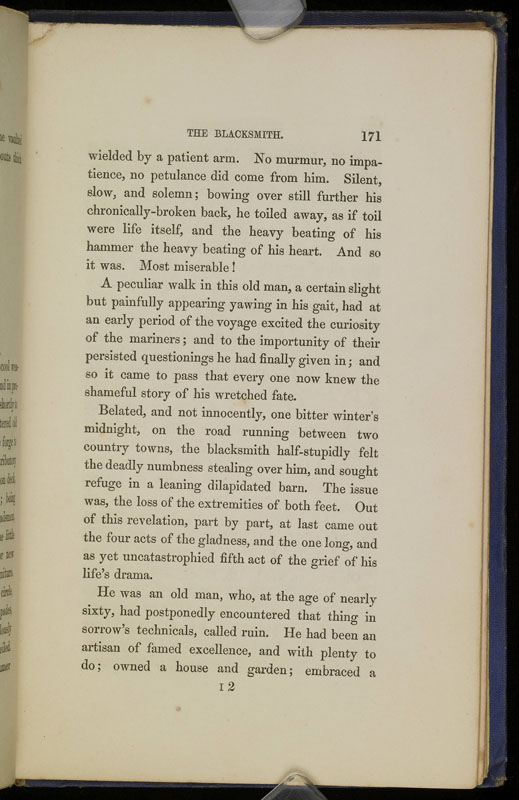 THE BLACKSMITH. 171
wielded by a patient arm. No murmur, no impa-
tience, no petulance did come from him. Silent,
slow, and solemn; bowing over still further his
chronically-broken back, he toiled away, as if toil
were life itself, and the heavy beating of his
hammer the heavy beating of his heart. And so
it was. Most miserable!
A peculiar walk in this old man, a certain slight
but painfully appearing yawing in his gait, had at
an early period of the voyage excited the curiosity
of the mariners; and to the importunity of their
persisted questionings he had finally given in; and
so it came to pass that every one now knew the
shameful story of his wretched fate.
Belated, and not innocently, one bitter winter's
midnight, on the road running between two
country towns, the blacksmith half-stupidly felt
the deadly numbness stealing over him, and sought
refuge in a leaning dilapidated barn. The issue
was, the loss of the extremities of both feet. Out
of this revelation, part by part, at last came out
the four acts of the gladness, and the one long, and
as yet uncatastrophied fifth act of the grief of his
life's drama.
He was an old man, who, at the age of nearly
sixty, had postponedly encountered that thing in
sorrow's technicals, called ruin. He had been an
artisan of famed excellence, and with plenty to
do; owned a house and garden; embraced a
I 2